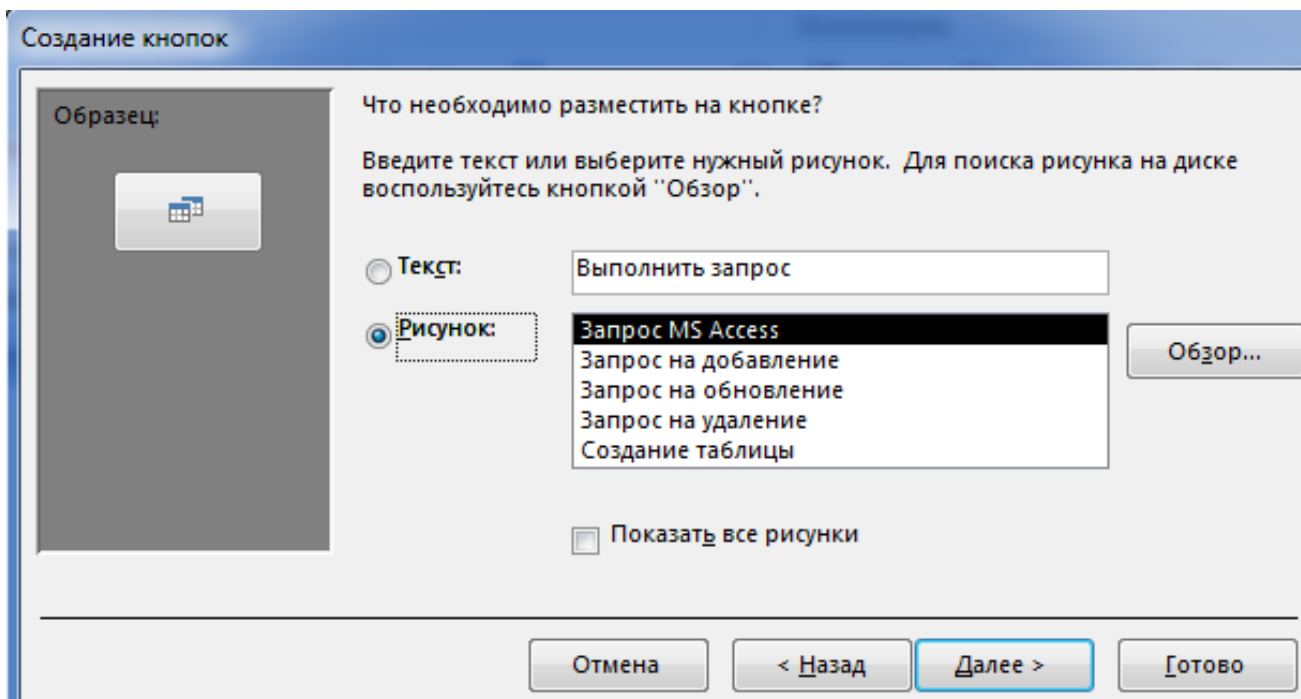 Создание кнопок
Образец:
Что необходимо разместить на кнопке?
Введите текст или выберите нужный рисунок. Для поиска рисунка на диске
воспользуйтесь кнопкой "Обзор".
Текст:
Выполнить запрос
Рисунок:
Запрос MS Access
Запрос на добавление
Запрос на обновление
Запрос на удаление
Создание таблицы
Обзор...
Показать все рисунки
Отмена
< Назад
Далее >
Готово